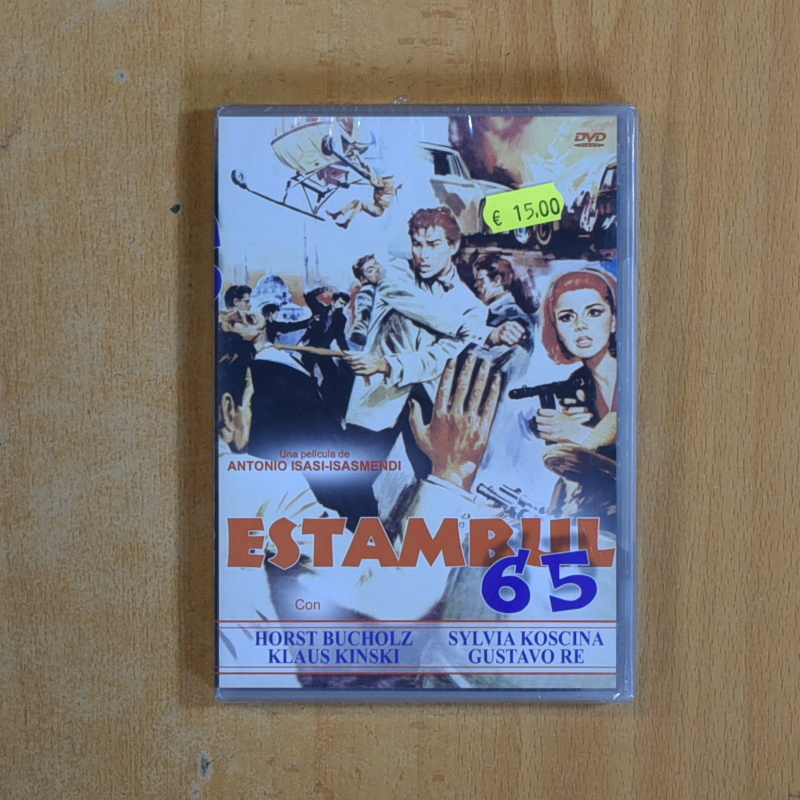 DVD
VIDEO
€ 15,00
Una película de
ANTONIO ISASI-ISASMENDI
ESTAMBUL
65
Con
HORST BUCHOLZ SYLVIA KOSCINA
KLAUS KINSKI GUSTAVO RE